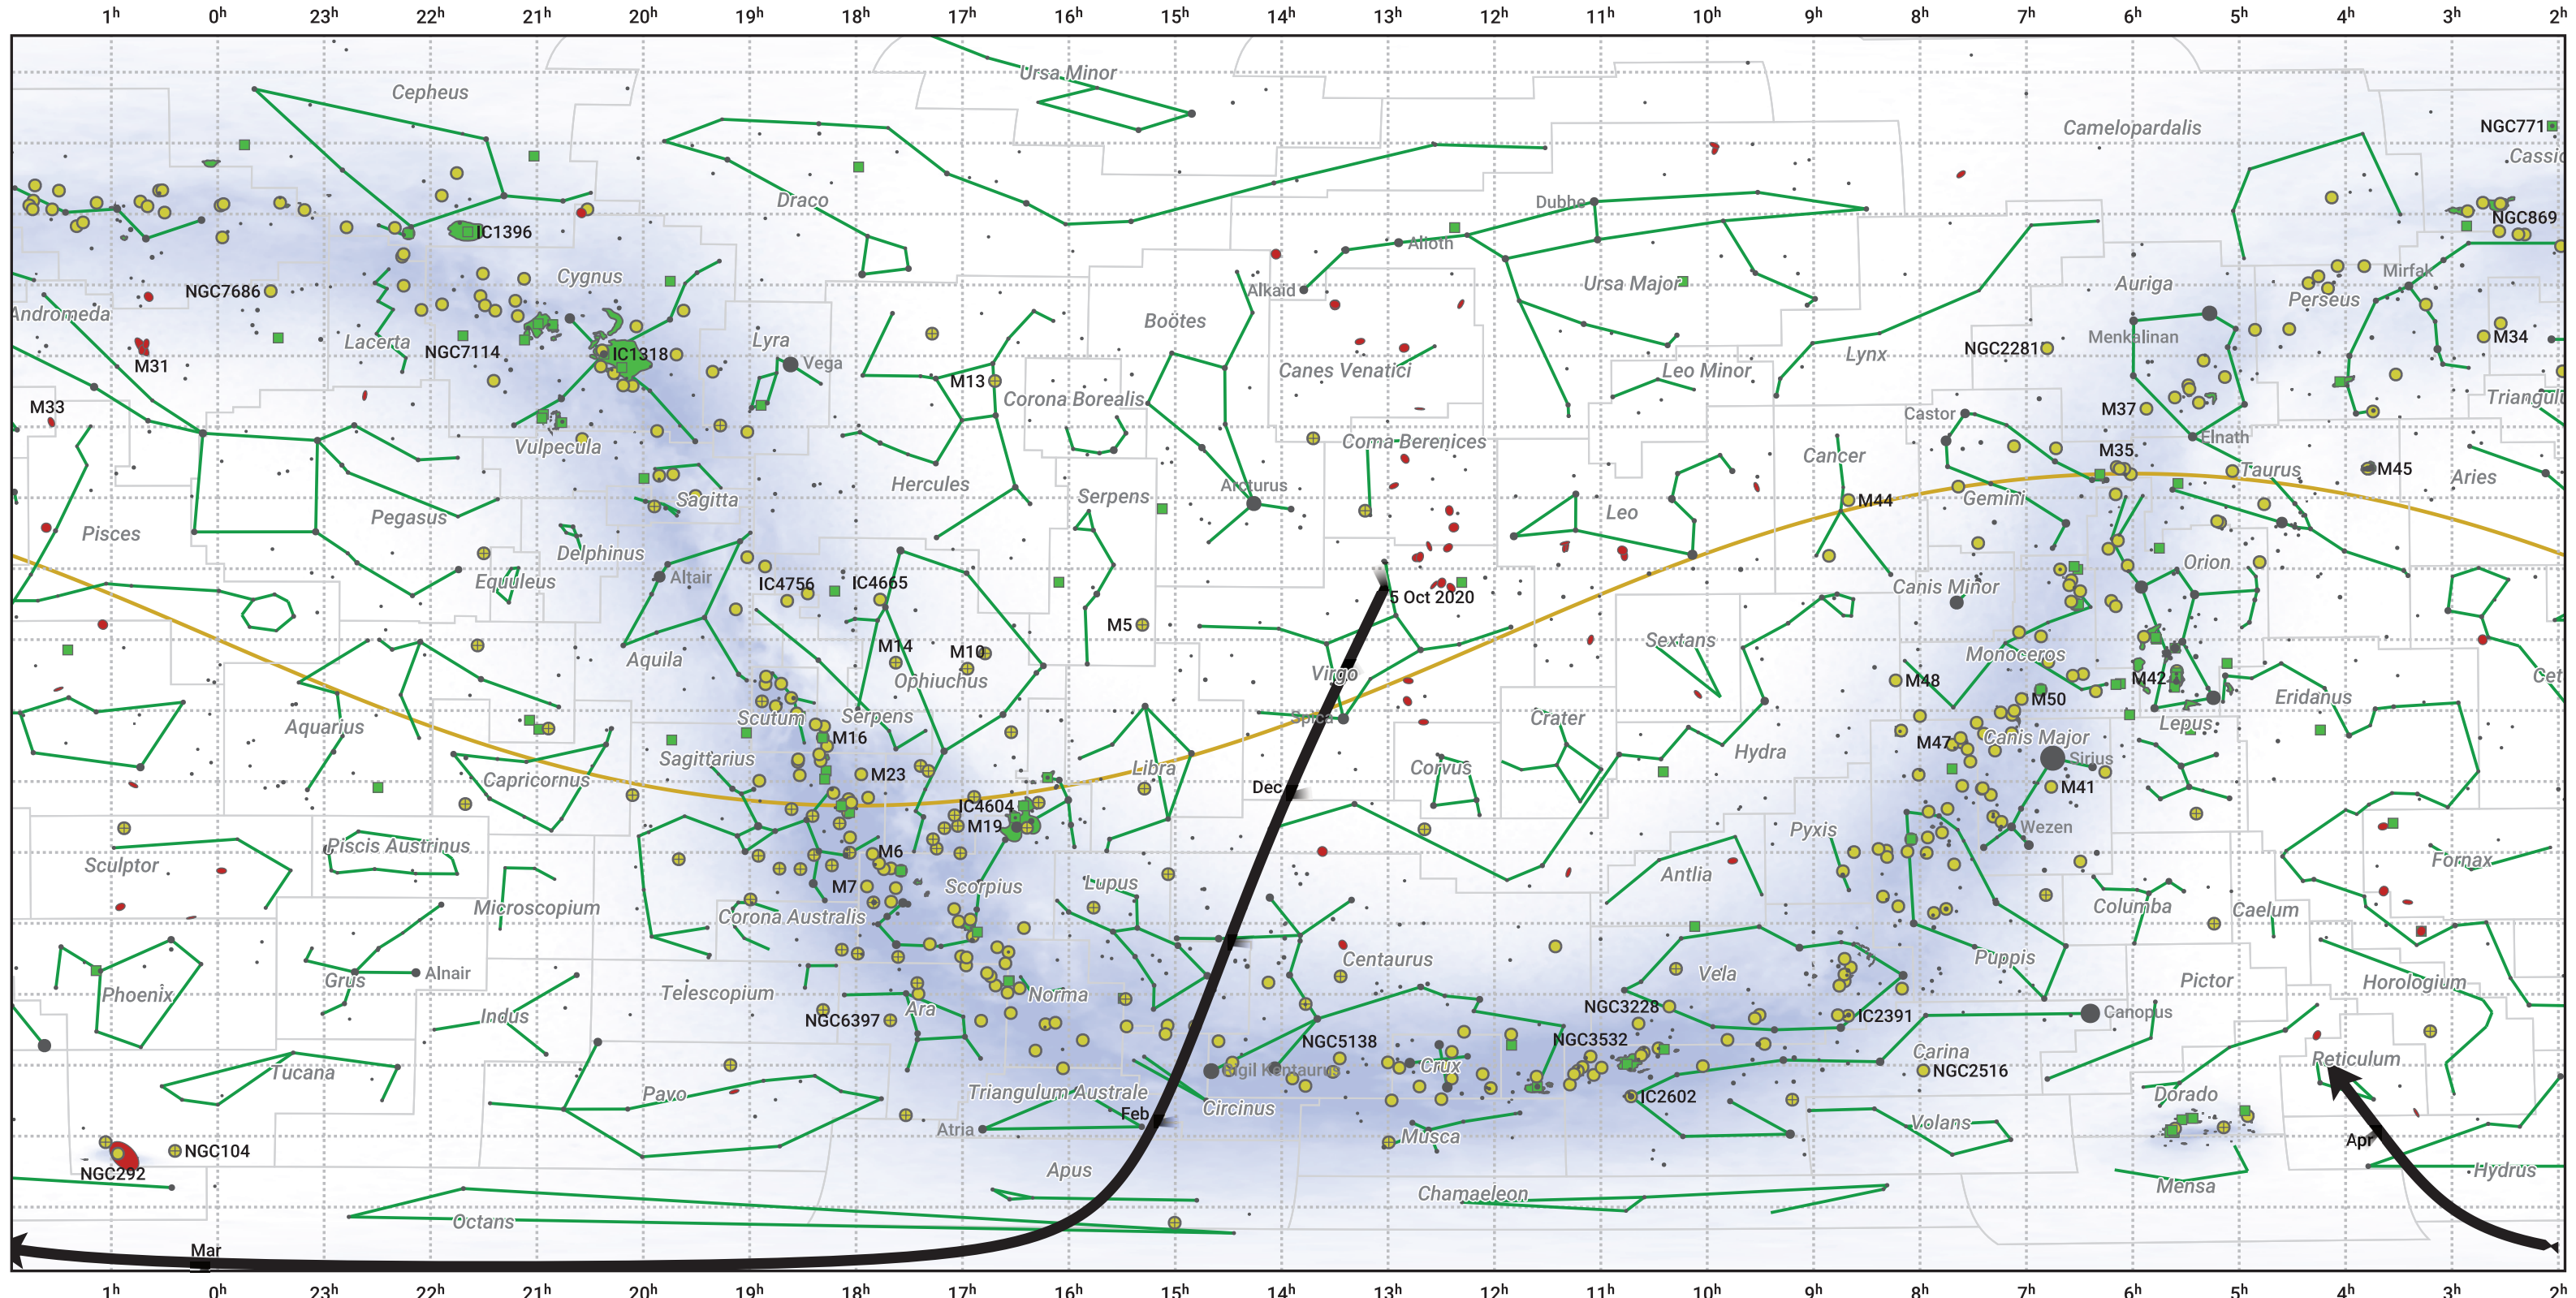 1h 0h 23h 22h 21h 20h 19h 18h 17h 16h 15h 14h 13h 12h 11h 10h 9h 8h 7h 6h 5h 4h 3h 2h
Ursa Minor
Cepheus
Camelopardalis
NGC771
Cassio
Draco
Dubbhe
IC1396
NGC869
Alioth
Cygnus
Mirfak
NGC7686
Alkaid
Ursa Major
Auriga
Perseus
Andromeda
Boötes
Lacerta
Lyra
Menkalinan
M34
NGC7114
IC1318
NGC2281
Lynx
M31
Vega
Canes Venatici
Leo Minor
M13
Corona Borealis
Triangulu
M33
M37
Castor
Vulpecula
Coma Berenices
Elnath
M35
Cancer
M45
Taurus
Aries
Hercules
Arcturus
Serpens
Sagitta
M44
Gemini
Pegasus
Leo
Pisces
Delphinus
Orion
Altair
Equuleus
IC4756
IC4665
Canis Minor
5 Oct 2020
M5
Sextans
M14
M10
Aquila
Monoceros
Virgo
Ophiuchus
M48
M42
Cet
M50
Eridanus
Scutum
Serpens
Spica
Crater
Aquarius
Lepus
M16
M47
Canis Major
Hydra
Sagittarius
Sirius
Libra
Corvus
M23
Capricornus
Dec
M41
IC4604
M19
Pyxis
Wezen
Piscis Austrinus
M6
Sculptor
Fornax
Antlia
M7
Scorpius
Lupus
Microscopium
Corona Australis
Columba
Caelum
Centaurus
Puppis
Alnair
Vela
Grus
Pictor
Horologium
Phoenix
Telescopium
Norma
NGC3228
Ara
Indus
NGC6397
IC2391
Canopus
NGC5138
NGC3532
Carina
Reticulum
Crux
Rigil Kentaurus
NGC2516
Tucana
Pavo
Triangulum Australe
IC2602
Dorado
Circinus
Feb
Volans
Atria
Musca
Apr
NGC104
NGC292
Apus
Hydrus
Mensa
Chamaeleon
Octans
Mar
1h 0h 23h 22h 21h 20h 19h 18h 17h 16h 15h 14h 13h 12h 11h 10h 9h 8h 7h 6h 5h 4h 3h 2h